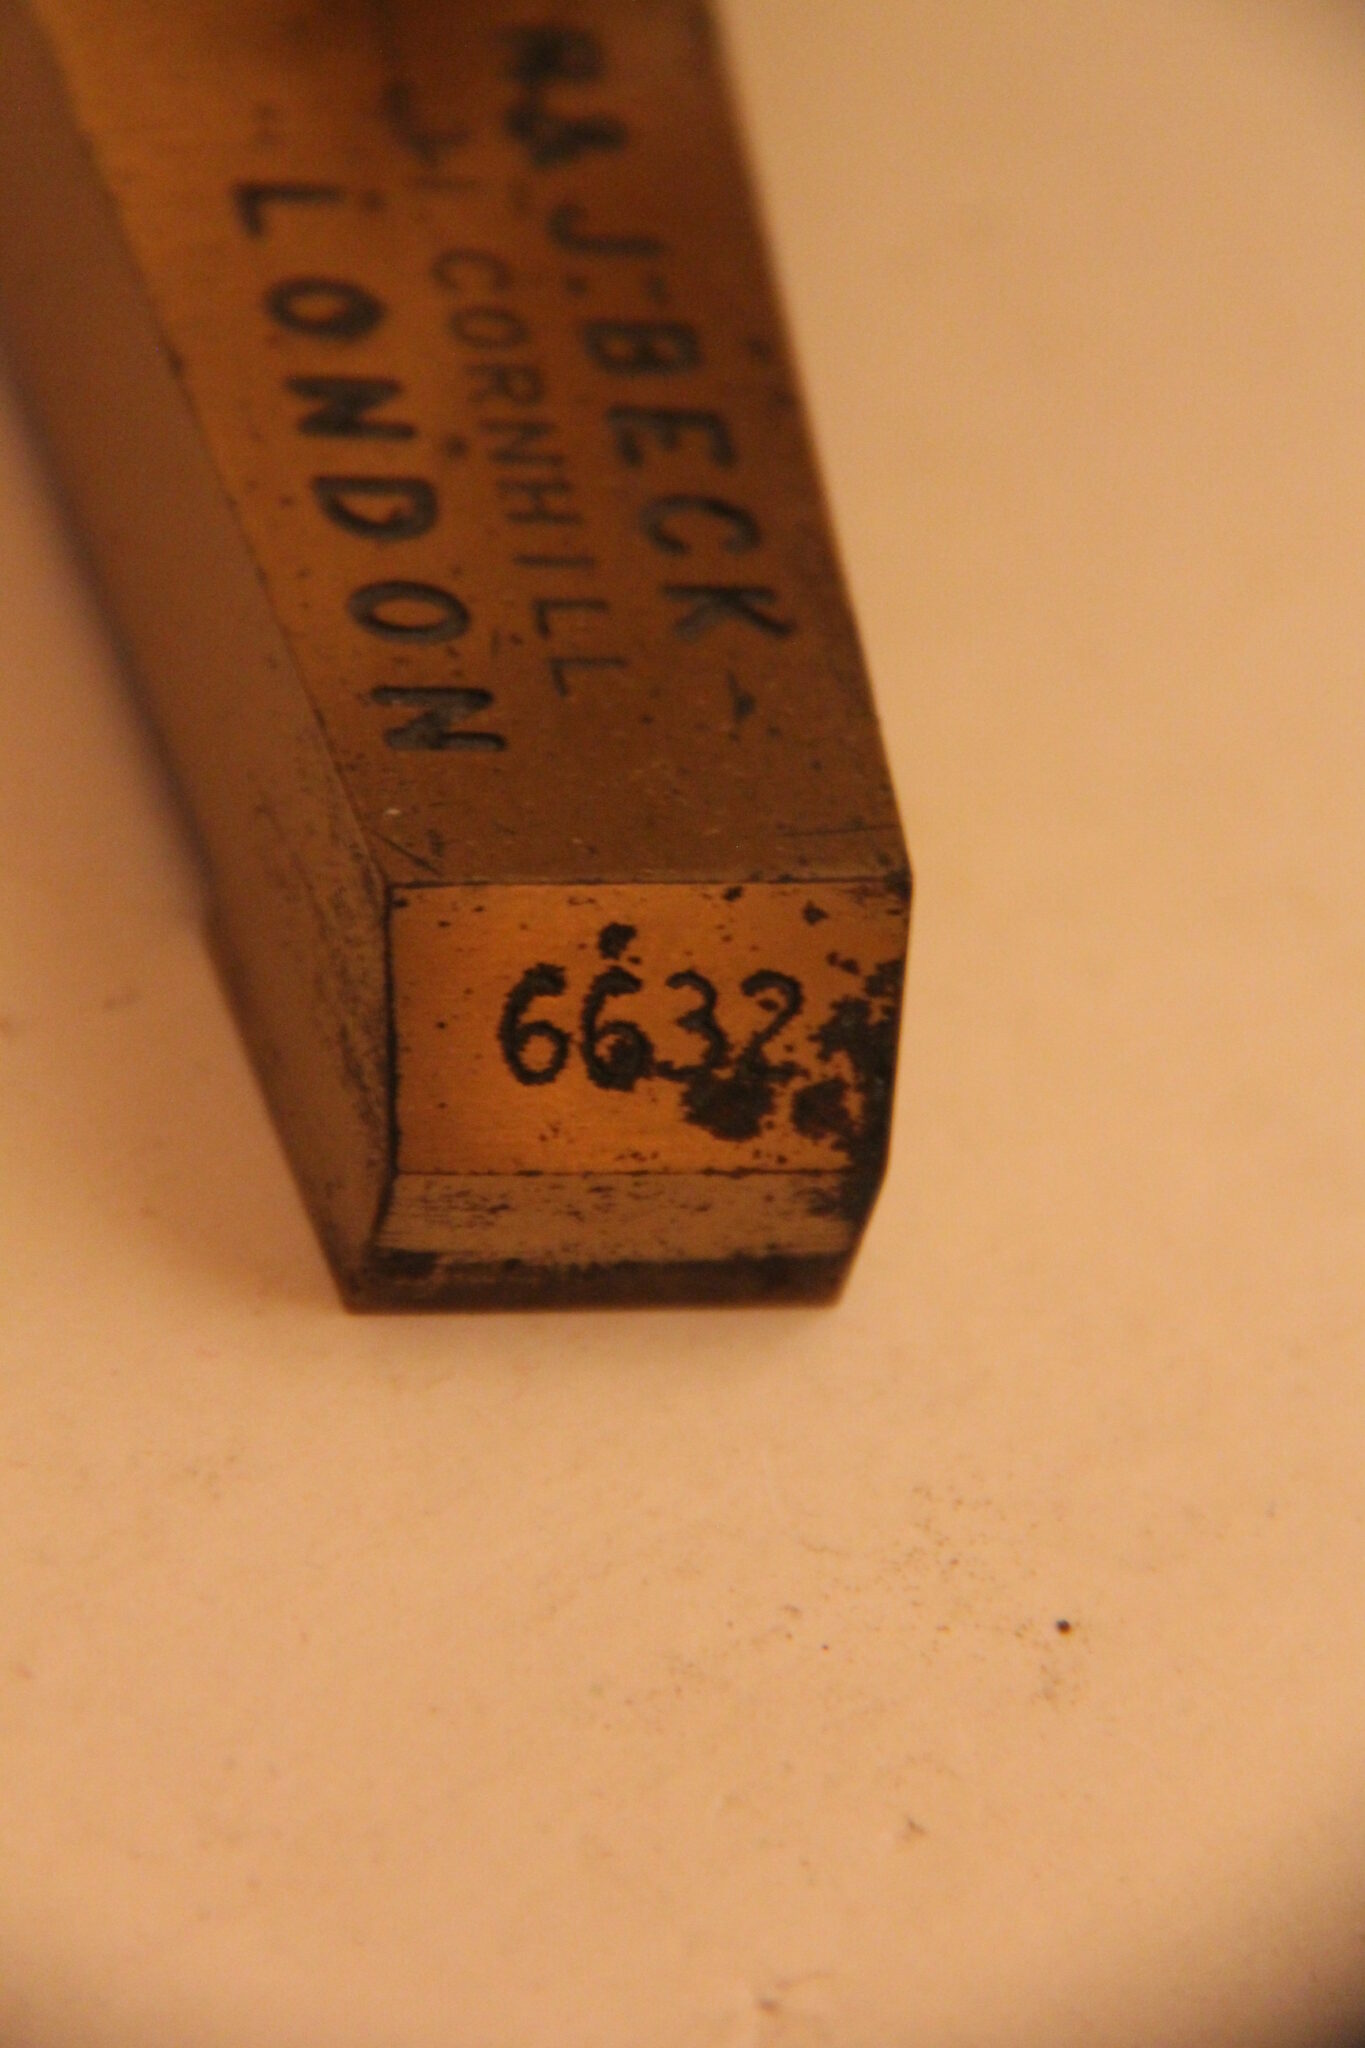 & J. BECK
CORNHILL
LONDON
6632